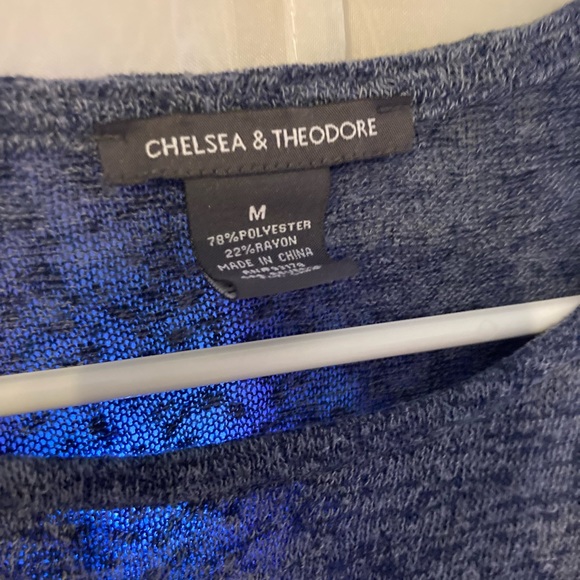 CHELSEA & THEODORE
M
78%POLYESTER
22%RAYON
MADE IN CHINA